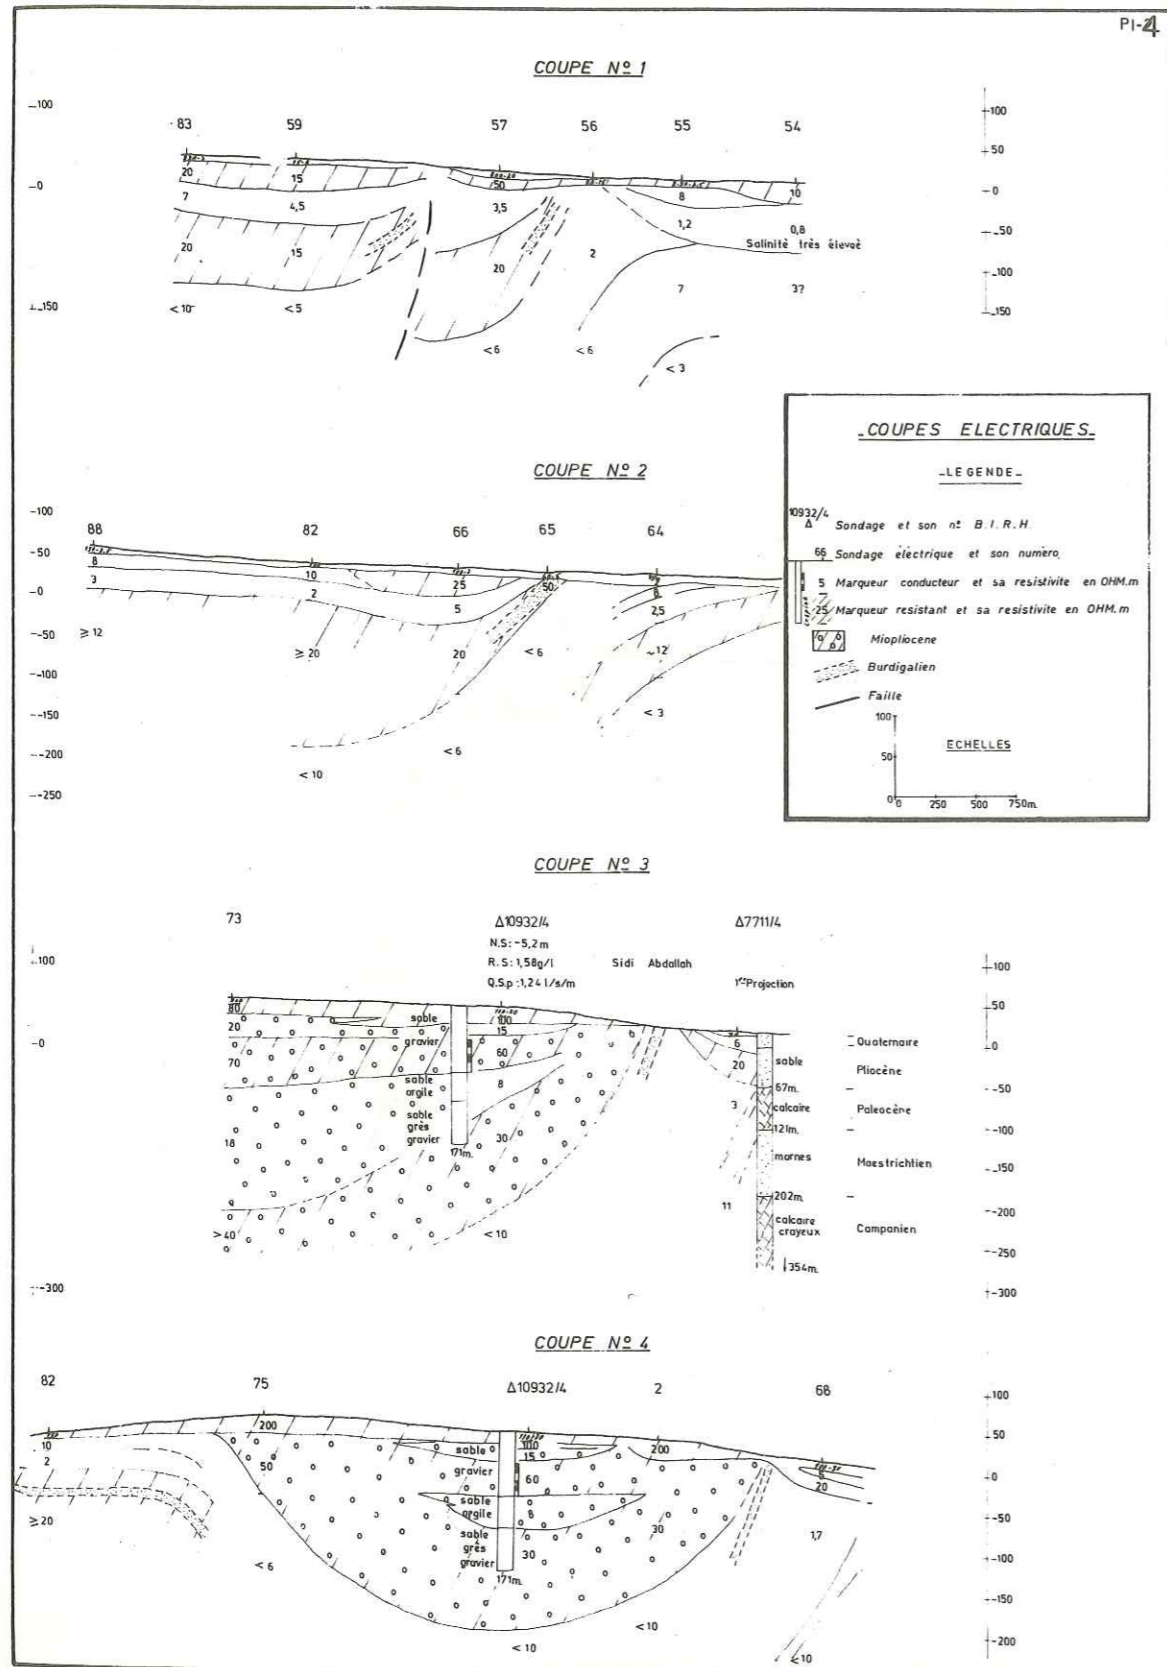 Pl-4
COUPE Nº 1
100
0
-150
83 59 57 56 55 54
100
50
0
-50
-100
-150
20 15 50 8 10
7 4,5 3,5 1,2 0,8
Salinité très éleveè
20 15 20 2 7 3?
<10 <5 <6 <6 <3
COUPE Nº 2
100
50
0
-50
-100
-150
-200
-250
88 82 66 65 64
8 10 25 50
3 2 5 2,5
≥12 ≥20 20 <6 ~12
<3
<6
<10
COUPES ELECTRIQUES
LEGENDE
10932/4
Δ Sondage et son nº B.I.R.H.
66 Sondage électrique et son numèro
5 Marqueur conducteur et sa resistivite en OHM.m
25 Marqueur resistant et sa resistivite en OHM.m
Miopliocene
Burdigalien
Faille
ECHELLES
100
50
0
0 250 500 750m.
COUPE Nº 3
73 Δ10932/4 Δ7711/4
N.S: -5,2 m
R.S: 1,58g/l Sidi Abdallah
Q.S.p: 1,24 l/s/m Projection
100
0
-300
100
50
0
-50
-100
-150
-200
-250
-300
80 sable 100
20 gravier 15 6 Quaternaire
70 60 20 sable Pliocène
sable
argile 8 67m.
sable
grès
gravier 3 calcaire Paleocène
18 30 121m.
171m. marnes Maestrichtien
11 202m.
>40 <10 calcaire
crayeux Campanien
354m.
COUPE Nº 4
82 75 Δ10932/4 2 68
100
50
0
-50
-100
-150
-200
200 100 200
10 sable 15
2 50 gravier 60 20
≥20 sable
argile 8 30 1,7
sable
grès
gravier 30
<6 171m.
<10 <10 <10